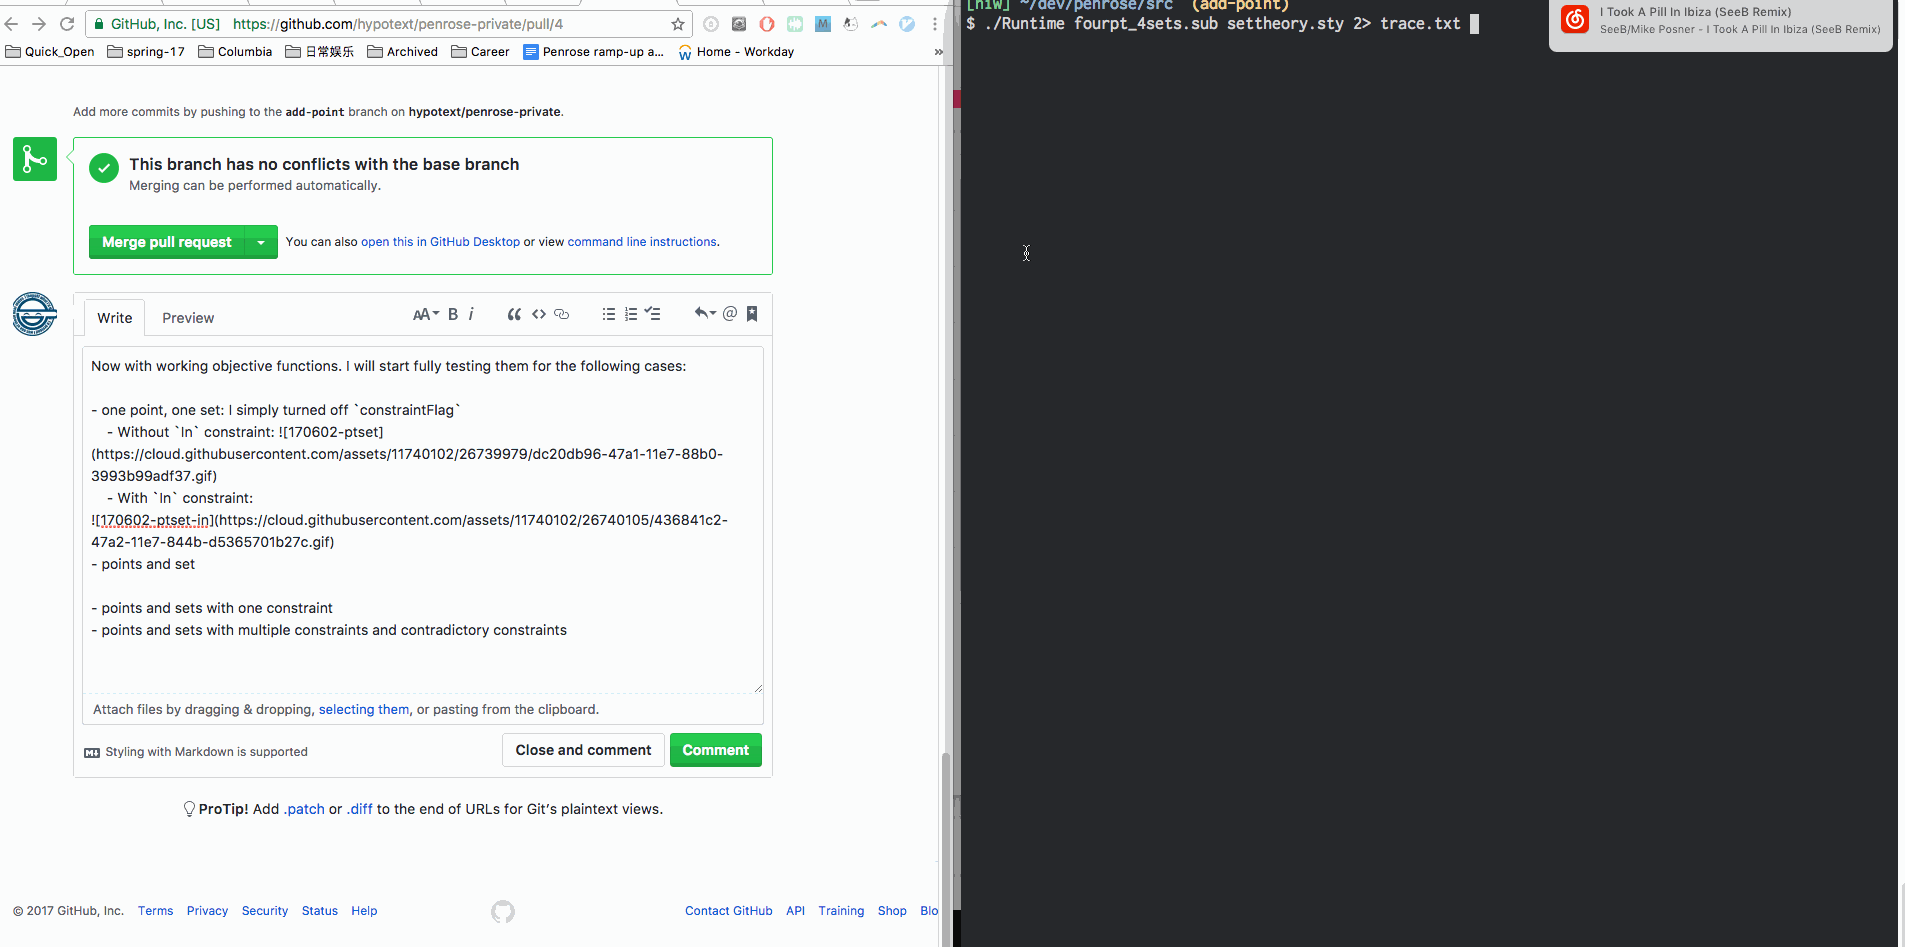 GitHub, Inc. [US] https://github.com/hypotext/penrose-private/pull/4
Quick_Open spring-17 Columbia 日常娱乐 Archived Career Penrose ramp-up a... Home - Workday »
Add more commits by pushing to the add-point branch on hypotext/penrose-private.
This branch has no conflicts with the base branch
Merging can be performed automatically.
Merge pull request You can also open this in GitHub Desktop or view command line instructions.
Write Preview AA B i
Now with working objective functions. I will start fully testing them for the following cases:
- one point, one set: I simply turned off `constraintFlag`
- Without `In` constraint: ![170602-ptset]
(https://cloud.githubusercontent.com/assets/11740102/26739979/dc20db96-47a1-11e7-88b0-
3993b99adf37.gif)
- With `In` constraint:
![170602-ptset-in](https://cloud.githubusercontent.com/assets/11740102/26740105/436841c2-
47a2-11e7-844b-d5365701b27c.gif)
- points and set
- points and sets with one constraint
- points and sets with multiple constraints and contradictory constraints
Attach files by dragging & dropping, selecting them, or pasting from the clipboard.
Styling with Markdown is supported Close and comment Comment
ProTip! Add .patch or .diff to the end of URLs for Git's plaintext views.
© 2017 GitHub, Inc. Terms Privacy Security Status Help Contact GitHub API Training Shop Blo
[niw] ~/dev/penrose/src (add-point)
$ ./Runtime fourpt_4sets.sub settheory.sty 2> trace.txt
I Took A Pill In Ibiza (SeeB Remix)
SeeB/Mike Posner - I Took A Pill In Ibiza (SeeB Remix)